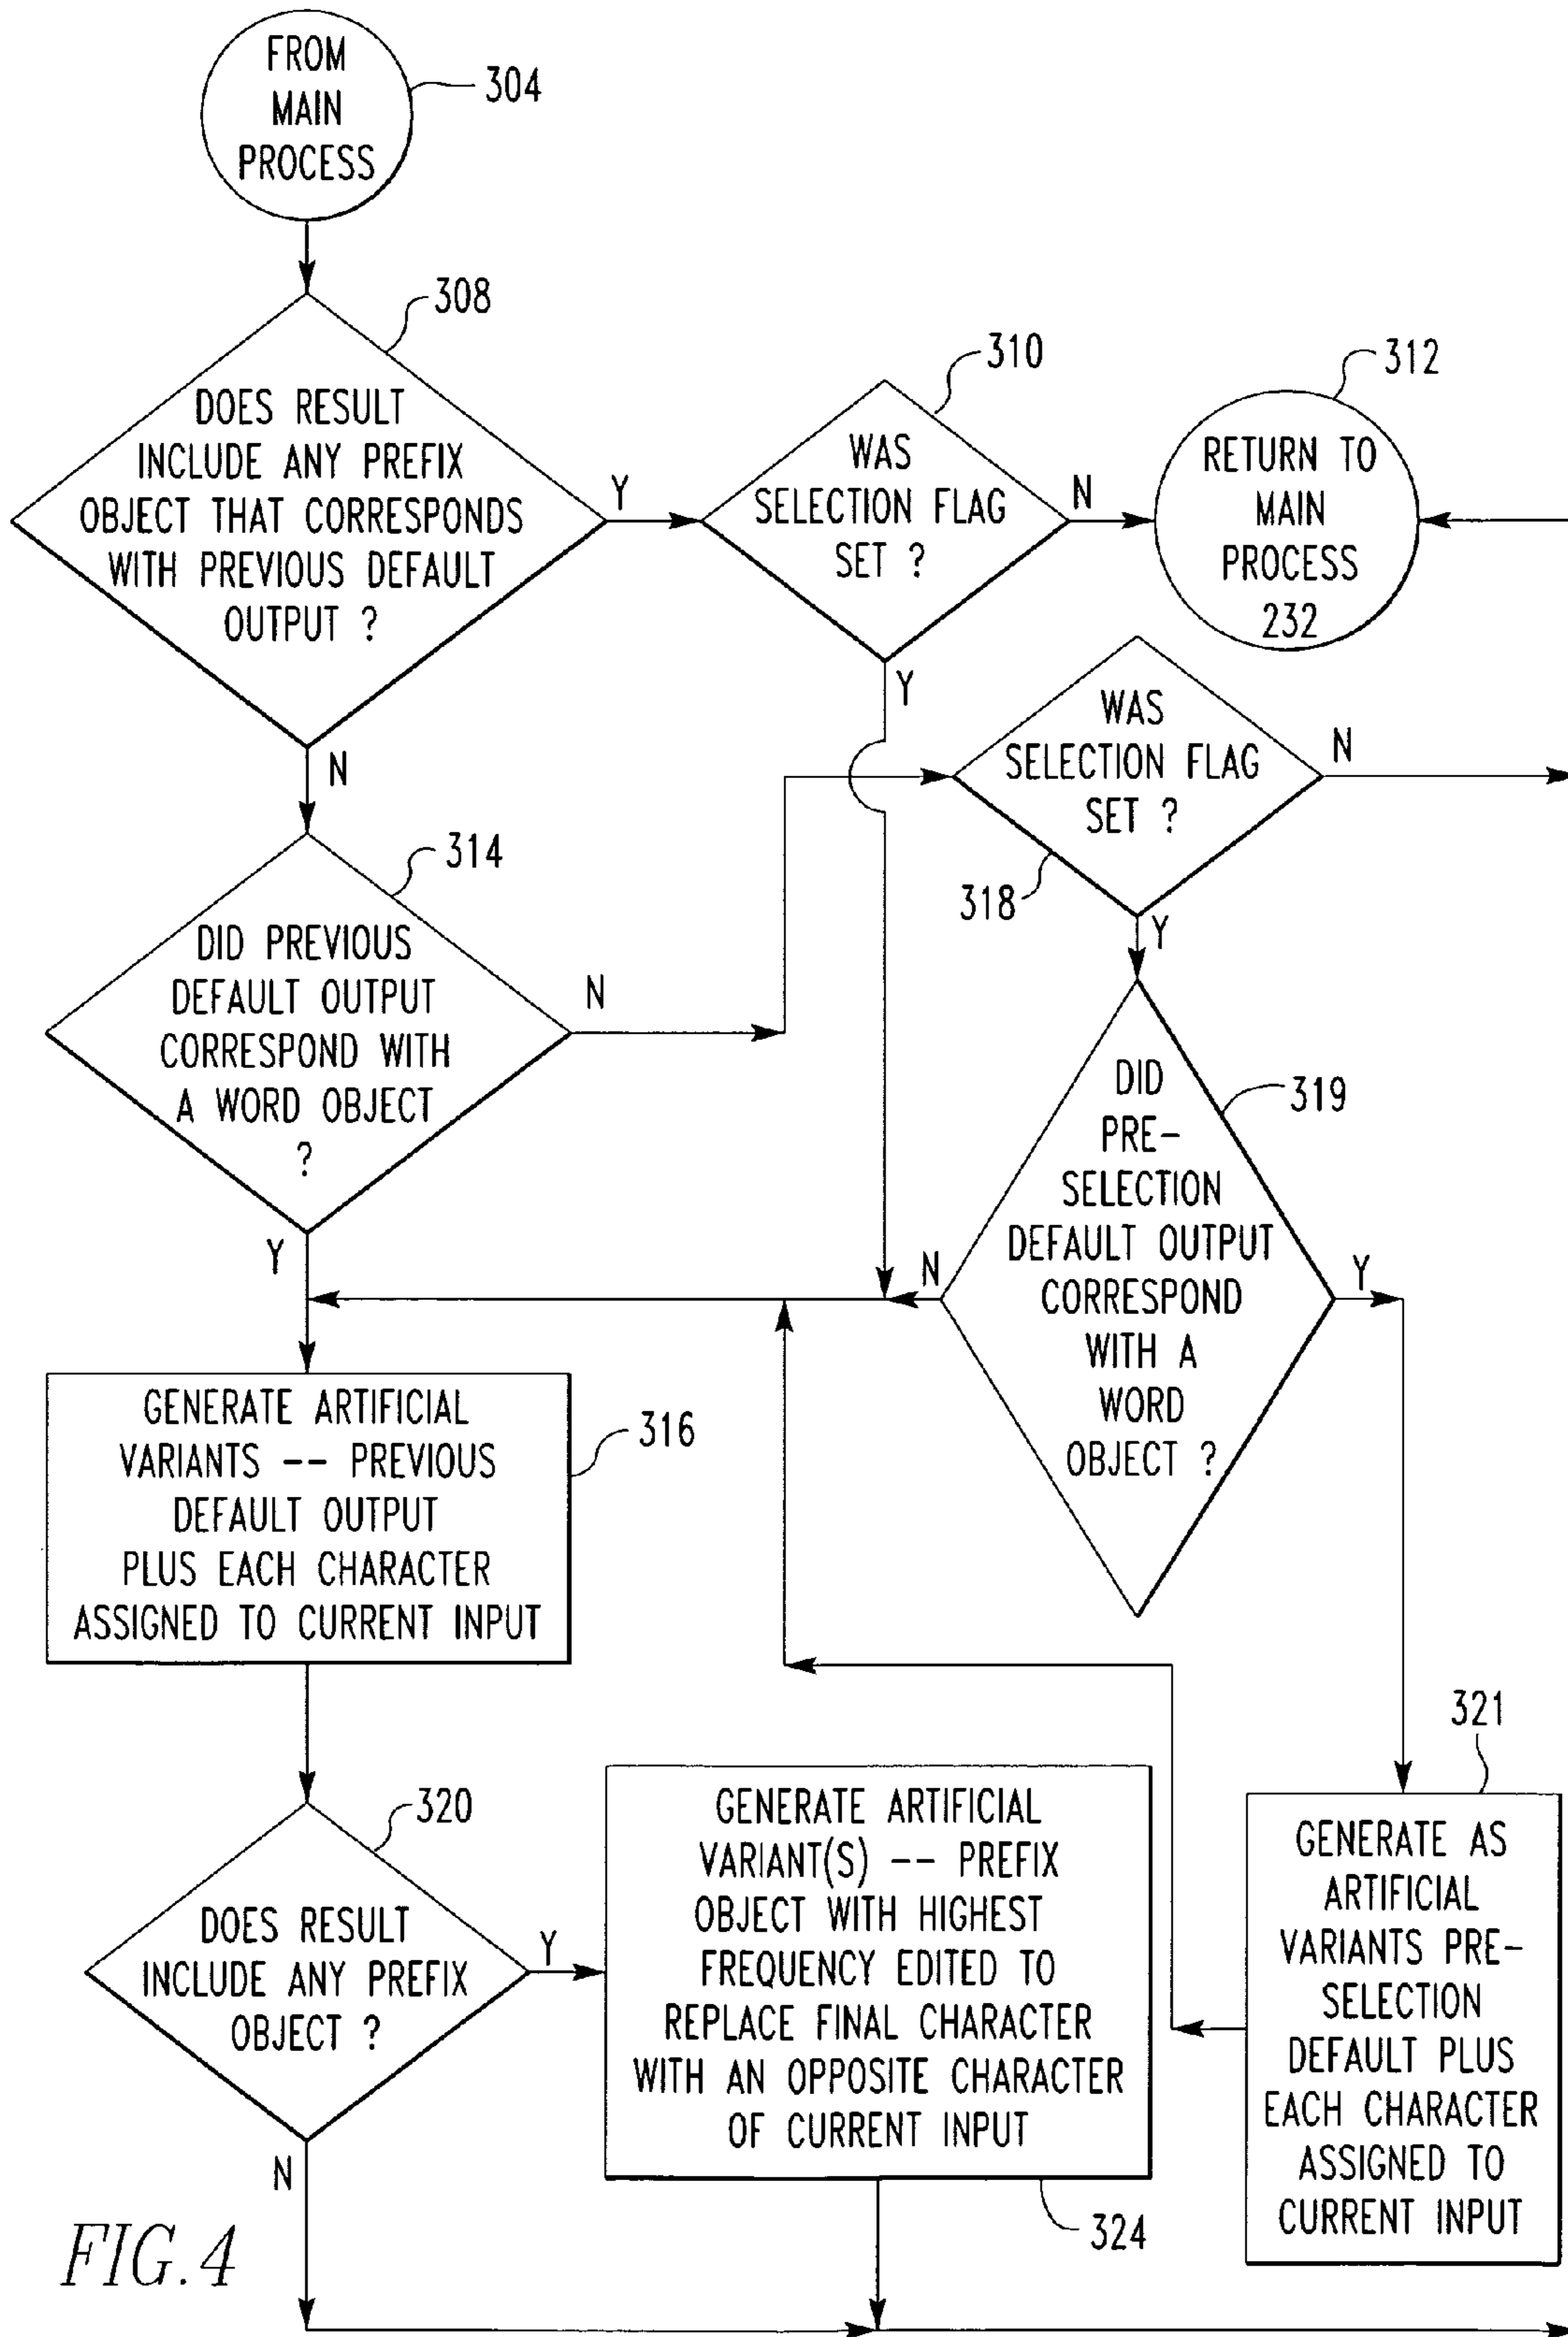 FROM
MAIN
PROCESS
304
308
DOES RESULT
INCLUDE ANY PREFIX
OBJECT THAT CORRESPONDS
WITH PREVIOUS DEFAULT
OUTPUT ?
Y
N
310
WAS
SELECTION FLAG
SET ?
N
Y
312
RETURN TO
MAIN
PROCESS
232
314
DID PREVIOUS
DEFAULT OUTPUT
CORRESPOND WITH
A WORD OBJECT
?
N
Y
WAS
SELECTION FLAG
SET ?
N
318
Y
DID
PRE-
SELECTION
DEFAULT OUTPUT
CORRESPOND
WITH A
WORD
OBJECT ?
319
N
Y
GENERATE ARTIFICIAL
VARIANTS -- PREVIOUS
DEFAULT OUTPUT
PLUS EACH CHARACTER
ASSIGNED TO CURRENT INPUT
316
320
DOES RESULT
INCLUDE ANY PREFIX
OBJECT ?
Y
N
GENERATE ARTIFICIAL
VARIANT(S) -- PREFIX
OBJECT WITH HIGHEST
FREQUENCY EDITED TO
REPLACE FINAL CHARACTER
WITH AN OPPOSITE CHARACTER
OF CURRENT INPUT
324
321
GENERATE AS
ARTIFICIAL
VARIANTS PRE-
SELECTION
DEFAULT PLUS
EACH CHARACTER
ASSIGNED TO
CURRENT INPUT
FIG.4